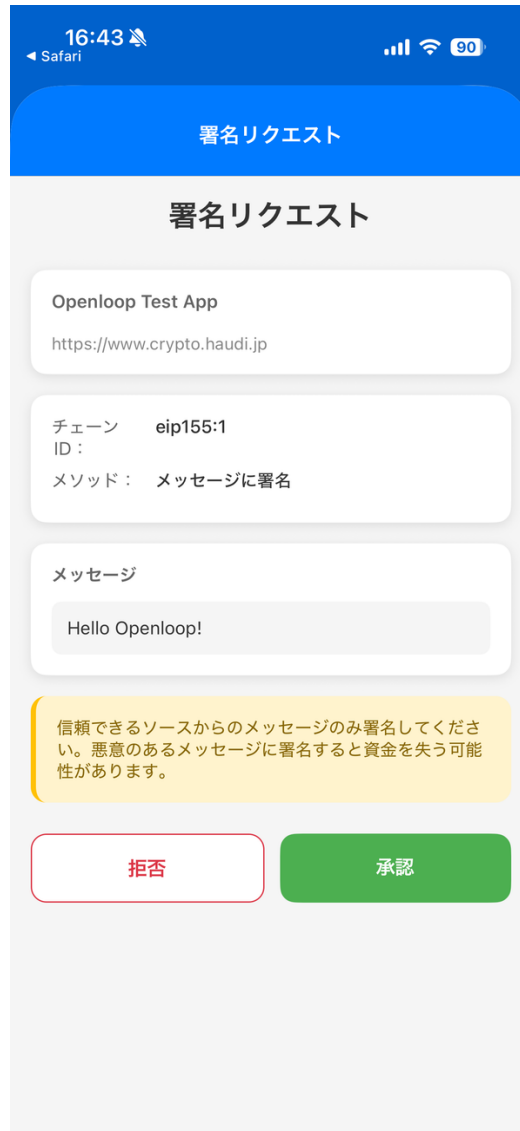 16:43
◀ Safari
90
署名リクエスト
署名リクエスト
Openloop Test App
https://www.crypto.haudi.jp
チェーン
ID：
eip155:1
メソッド：
メッセージに署名
メッセージ
Hello Openloop!
信頼できるソースからのメッセージのみ署名してくださ
い。悪意のあるメッセージに署名すると資金を失う可能
性があります。
拒否
承認